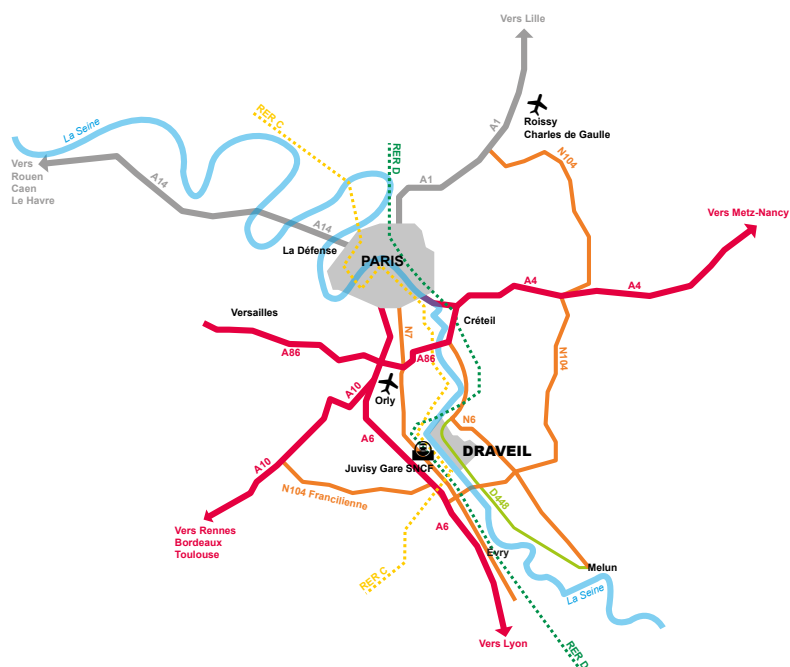 Vers Lille
La Seine
RER C
Roissy
Charles de Gaulle
A1
RER D
N104
Vers
Rouen
Caen
Le Havre
A14
A1
Vers Metz-Nancy
A14
La Défense
PARIS
A4
A4
Versailles
Créteil
N7
A86
A86
N104
A10
Orly
N6
A6
DRAVEIL
A10
Juvisy Gare SNCF
N104 Francilienne
D448
A6
Vers Rennes
Bordeaux
Toulouse
Evry
Melun
RER C
La Seine
Vers Lyon
RER D